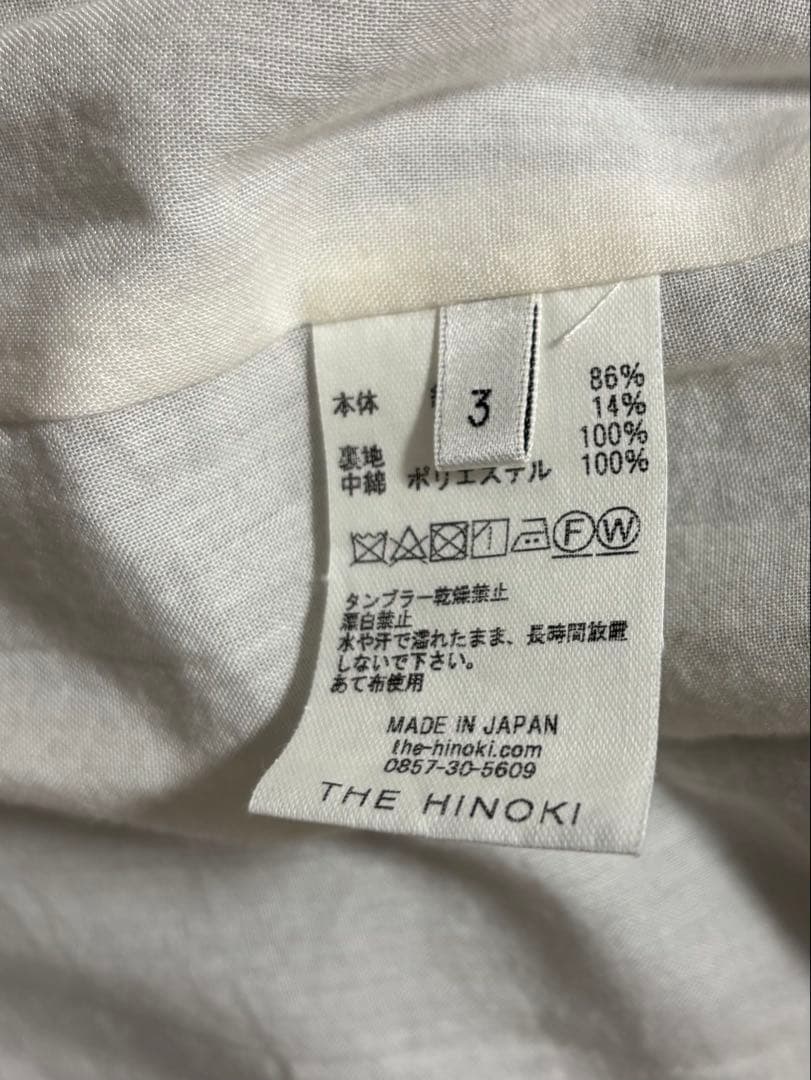 3
本体 86%
14%
裏地 100%
中綿 ポリエステル 100%
F W
タンブラー乾燥禁止
漂白禁止
水や汗で濡れたまま、長時間放置
しないで下さい。
あて布使用
MADE IN JAPAN
the-hinoki.com
0857-30-5609
THE HINOKI